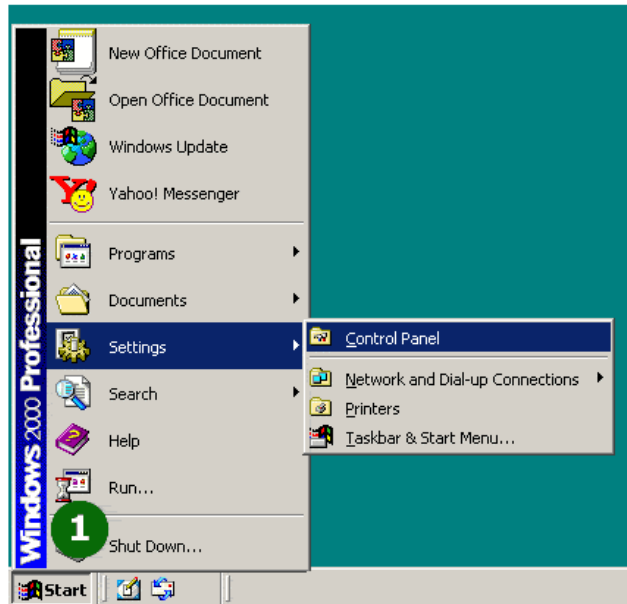 New Office Document
Open Office Document
Windows Update
Yahoo! Messenger
Programs
Documents
Settings
Search
Help
Run...
Shut Down...
Windows 2000 Professional
Control Panel
Network and Dial-up Connections
Printers
Taskbar & Start Menu...
1
Start